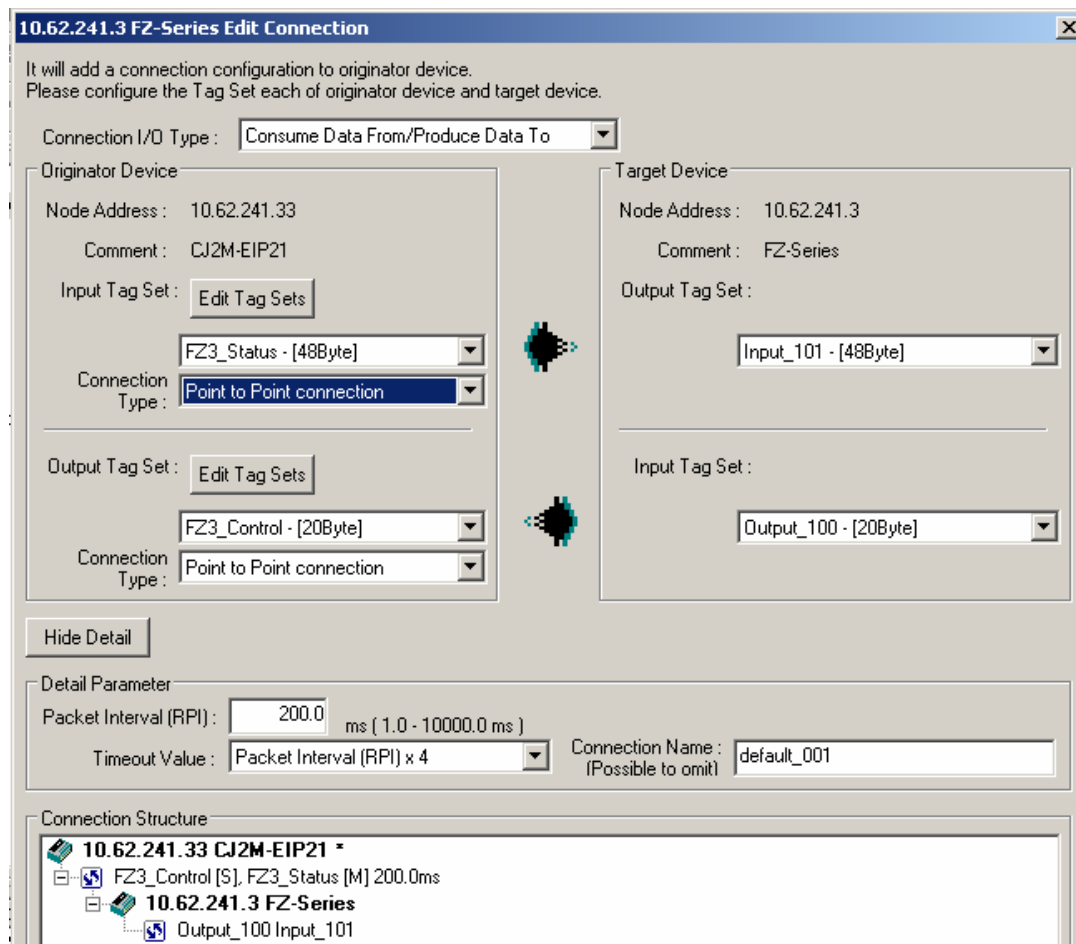 10.62.241.3 FZ-Series Edit Connection
It will add a connection configuration to originator device.
Please configure the Tag Set each of originator device and target device.
Connection I/O Type : Consume Data From/Produce Data To
Originator Device
Node Address : 10.62.241.33
Comment : CJ2M-EIP21
Input Tag Set : Edit Tag Sets
FZ3_Status - [48Byte]
Connection Type : Point to Point connection
Output Tag Set : Edit Tag Sets
FZ3_Control - [20Byte]
Connection Type : Point to Point connection
Target Device
Node Address : 10.62.241.3
Comment : FZ-Series
Output Tag Set :
Input_101 - [48Byte]
Input Tag Set :
Output_100 - [20Byte]
Hide Detail
Detail Parameter
Packet Interval (RPI) : 200.0 ms ( 1.0 - 10000.0 ms )
Timeout Value : Packet Interval (RPI) x 4
Connection Name : (Possible to omit) default_001
Connection Structure
10.62.241.33 CJ2M-EIP21 *
FZ3_Control [S], FZ3_Status [M] 200.0ms
10.62.241.3 FZ-Series
Output_100 Input_101